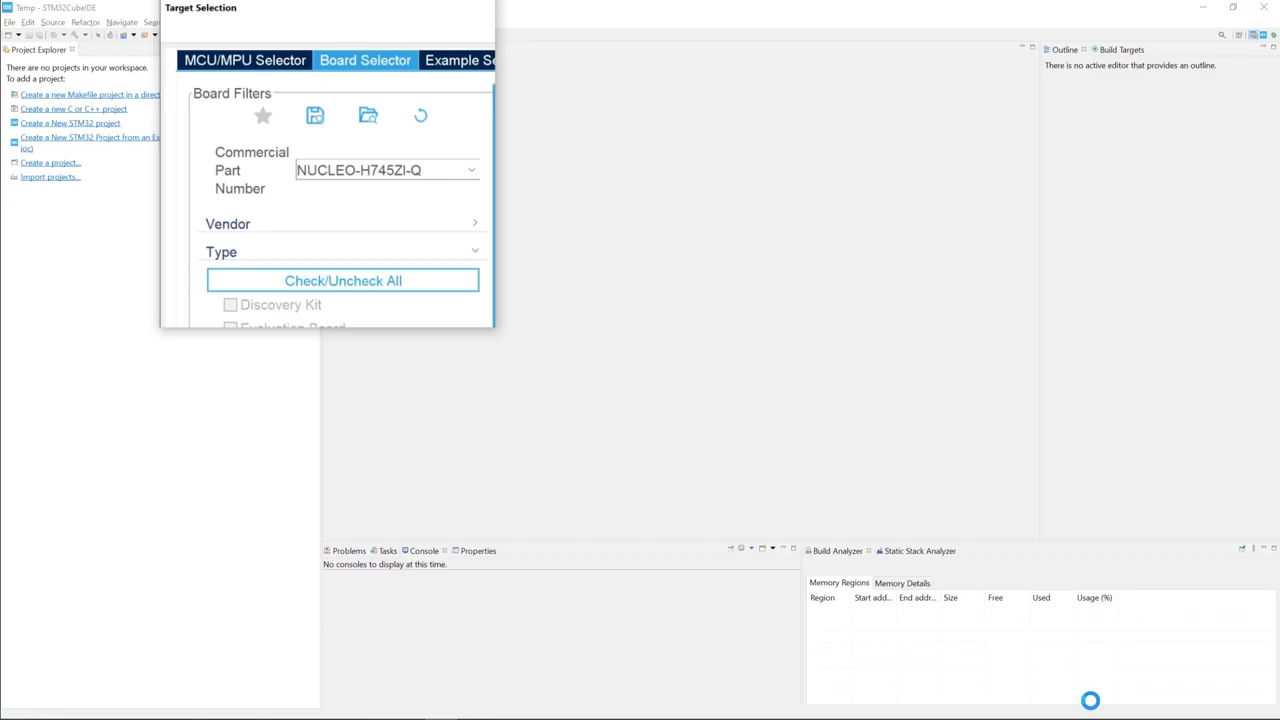 Temp - STM32CubeIDE
File Edit Source Refactor Navigate
Project Explorer
There are no projects in your workspace.
To add a project:
Create a new Makefile project in a
Create a new C or C++ project
Create a New STM32 project
Create a New STM32 Project from an
ioc)
Create a project...
Import projects...
Target Selection
MCU/MPU Selector Board Selector Example
Board Filters
Commercial
Part
Number
NUCLEO-H745ZI-Q
Vendor
Type
Check/Uncheck All
Discovery Kit
Outline Build Targets
There is no active editor that provides an outline.
Problems Tasks Console Properties
No consoles to display at this time.
Build Analyzer Static Stack Analyzer
Memory Regions Memory Details
Region Start add... End addr... Size Free Used Usage (%)